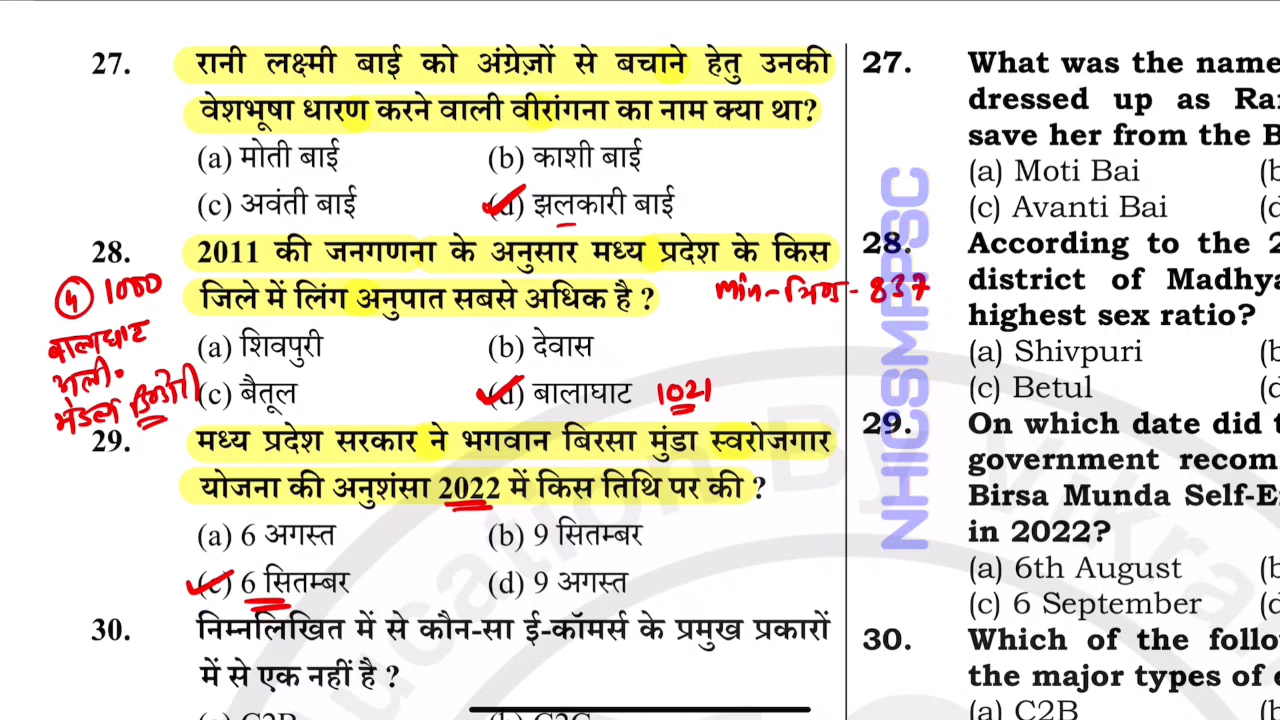 27. रानी लक्ष्मी बाई को अंग्रेज़ों से बचाने हेतु उनकी
वेशभूषा धारण करने वाली वीरांगना का नाम क्या था?
(a) मोती बाई (b) काशी बाई
(c) अवंती बाई (d) झलकारी बाई
28. 2011 की जनगणना के अनुसार मध्य प्रदेश के किस
जिले में लिंग अनुपात सबसे अधिक है ?
(a) शिवपुरी (b) देवास
(c) बैतूल (d) बालाघाट 1021
29. मध्य प्रदेश सरकार ने भगवान बिरसा मुंडा स्वरोजगार
योजना की अनुशंसा 2022 में किस तिथि पर की ?
(a) 6 अगस्त (b) 9 सितम्बर
(c) 6 सितम्बर (d) 9 अगस्त
30. निम्नलिखित में से कौन-सा ई-कॉमर्स के प्रमुख प्रकारों
में से एक नहीं है ?
(a) C2B (b) C2C
1000
बालाघाट
837
NHICSMPPSC
27. What was the name
dressed up as Ra
save her from the B
(a) Moti Bai (b
(c) Avanti Bai (d
28. According to the 2
district of Madhya
highest sex ratio?
(a) Shivpuri (b
(c) Betul (d
29. On which date did t
government recom
Birsa Munda Self-E
in 2022?
(a) 6th August (b
(c) 6 September (d
30. Which of the follo
the major types of e
(a) C2B (b